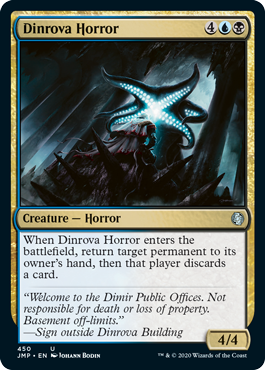 Dinrova Horror 4
Creature — Horror
When Dinrova Horror enters the
battlefield, return target permanent to its
owner's hand, then that player discards
a card.
"Welcome to the Dimir Public Offices. Not
responsible for death or loss of property.
Basement off-limits."
—Sign outside Dinrova Building
4/4
450 U
JMP • EN Johann Bodin
™ & © 2020 Wizards of the Coast